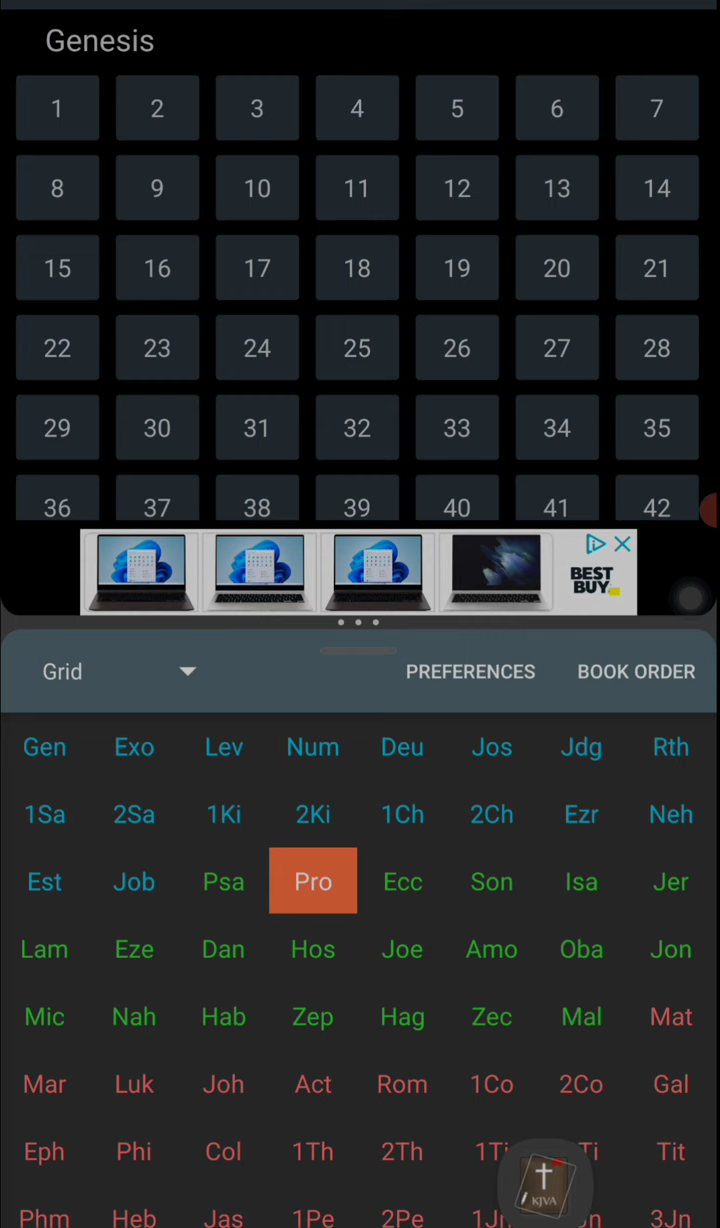 Genesis
1 2 3 4 5 6 7
8 9 10 11 12 13 14
15 16 17 18 19 20 21
22 23 24 25 26 27 28
29 30 31 32 33 34 35
36 37 38 39 40 41 42
BEST
BUY
Grid PREFERENCES BOOK ORDER
Gen Exo Lev Num Deu Jos Jdg Rth
1Sa 2Sa 1Ki 2Ki 1Ch 2Ch Ezr Neh
Est Job Psa Pro Ecc Son Isa Jer
Lam Eze Dan Hos Joe Amo Oba Jon
Mic Nah Hab Zep Hag Zec Mal Mat
Mar Luk Joh Act Rom 1Co 2Co Gal
Eph Phi Col 1Th 2Th 1Ti Ti Tit
KJVA
Phm Heb Jas 1Pe 2Pe 3Jn